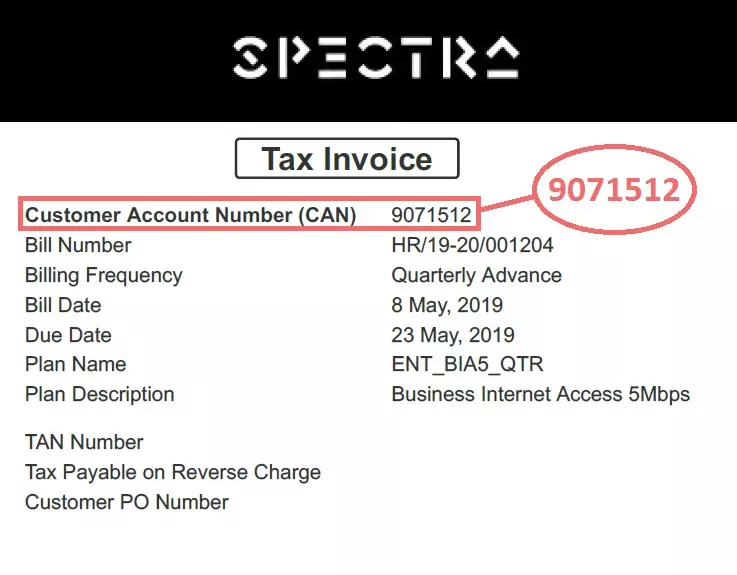 SPECTRA
Tax Invoice
9071512
Customer Account Number (CAN) 9071512
Bill Number HR/19-20/001204
Billing Frequency Quarterly Advance
Bill Date 8 May, 2019
Due Date 23 May, 2019
Plan Name ENT_BIA5_QTR
Plan Description Business Internet Access 5Mbps
TAN Number
Tax Payable on Reverse Charge
Customer PO Number